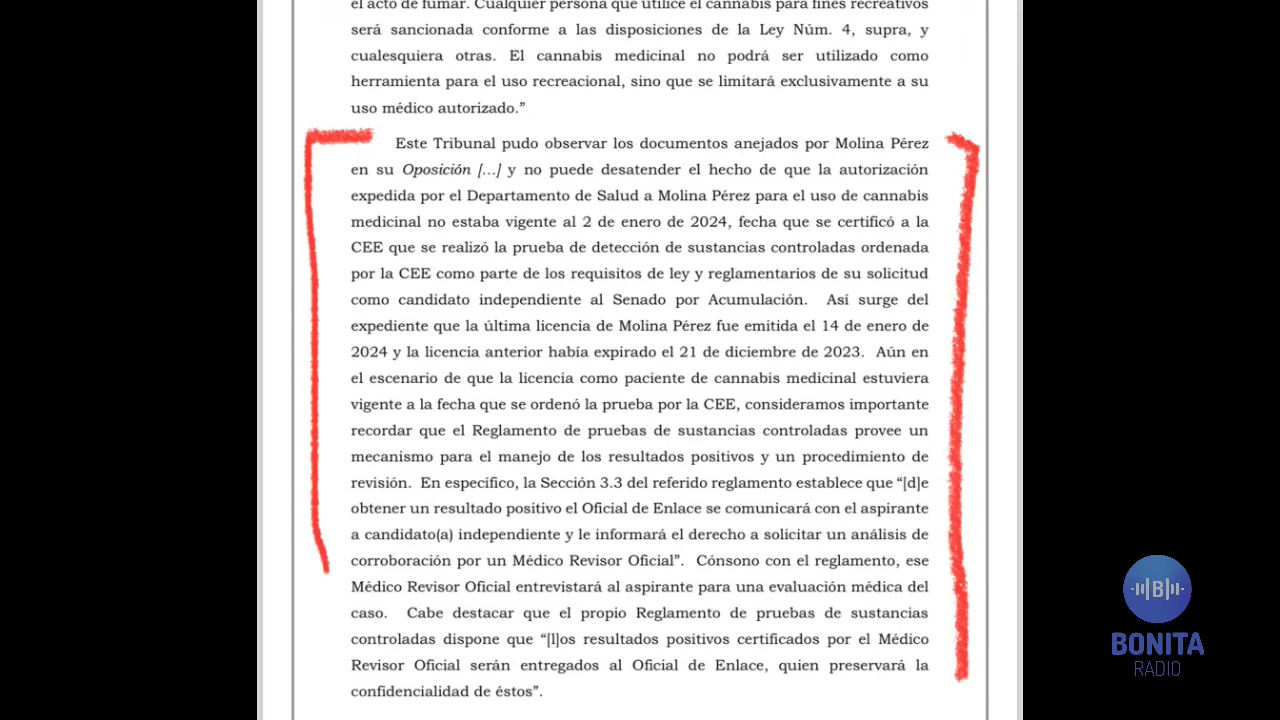 el acto de fumar. Cualquier persona que utilice el cannabis para fines recreativos
será sancionada conforme a las disposiciones de la Ley Núm. 4, supra, y
cualesquiera otras. El cannabis medicinal no podrá ser utilizado como
herramienta para el uso recreacional, sino que se limitará exclusivamente a su
uso médico autorizado.”
Este Tribunal pudo observar los documentos anejados por Molina Pérez
en su Oposición [...] y no puede desatender el hecho de que la autorización
expedida por el Departamento de Salud a Molina Pérez para el uso de cannabis
medicinal no estaba vigente al 2 de enero de 2024, fecha que se certificó a la
CEE que se realizó la prueba de detección de sustancias controladas ordenada
por la CEE como parte de los requisitos de ley y reglamentarios de su solicitud
como candidato independiente al Senado por Acumulación. Así surge del
expediente que la última licencia de Molina Pérez fue emitida el 14 de enero de
2024 y la licencia anterior había expirado el 21 de diciembre de 2023. Aún en
el escenario de que la licencia como paciente de cannabis medicinal estuviera
vigente a la fecha que se ordenó la prueba por la CEE, consideramos importante
recordar que el Reglamento de pruebas de sustancias controladas provee un
mecanismo para el manejo de los resultados positivos y un procedimiento de
revisión. En específico, la Sección 3.3 del referido reglamento establece que “[d]e
obtener un resultado positivo el Oficial de Enlace se comunicará con el aspirante
a candidato(a) independiente y le informará el derecho a solicitar un análisis de
corroboración por un Médico Revisor Oficial”. Cónsono con el reglamento, ese
Médico Revisor Oficial entrevistará al aspirante para una evaluación médica del
caso. Cabe destacar que el propio Reglamento de pruebas de sustancias
controladas dispone que “[l]os resultados positivos certificados por el Médico
Revisor Oficial serán entregados al Oficial de Enlace, quien preservará la
confidencialidad de éstos”.
B
BONITA
RADIO